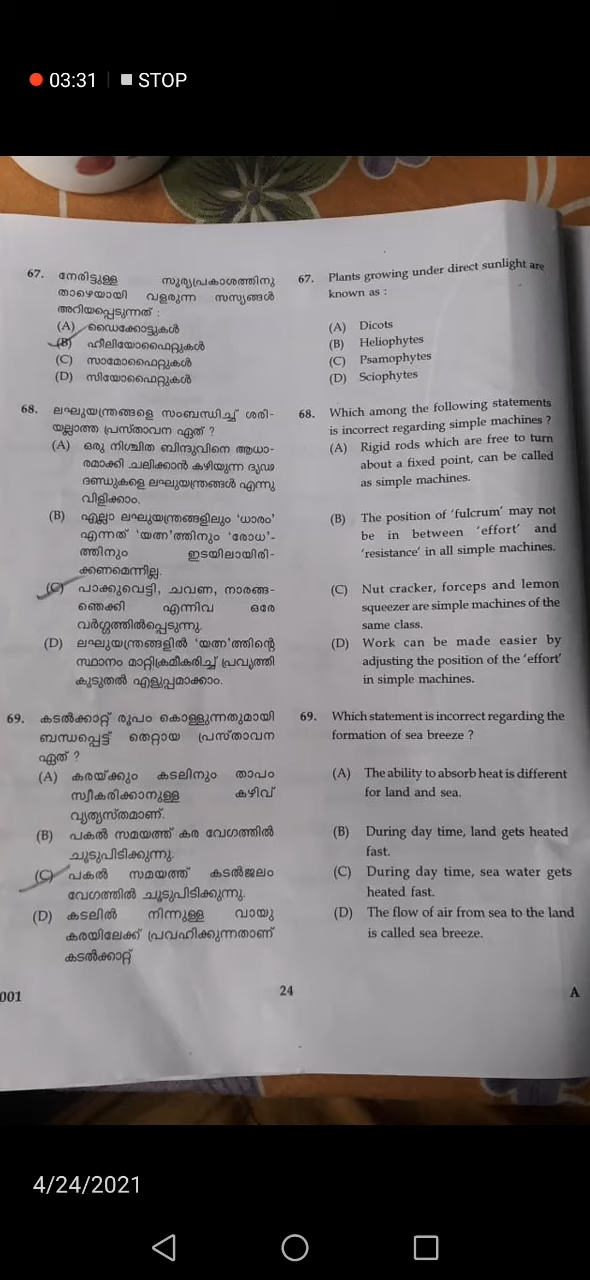 03:31
STOP
67. നേരിട്ടുള്ള സൂര്യപ്രകാശത്തിനു
താഴെയായി വളരുന്ന സസ്യങ്ങൾ
അറിയപ്പെടുന്നത് :
(A) ഡൈക്കോട്ടുകൾ
(B) ഹീലിയോഫൈറ്റുകൾ
(C) സാമോഫൈറ്റുകൾ
(D) സിയോഫൈറ്റുകൾ
68. ലഘുയന്ത്രങ്ങളെ സംബന്ധിച്ച് ശരി-
യല്ലാത്ത പ്രസ്താവന ഏത് ?
(A) ഒരു നിശ്ചിത ബിന്ദുവിനെ ആധാ-
രമാക്കി ചലിക്കാൻ കഴിയുന്ന ദൃഢ
ദണ്ഡുകളെ ലഘുയന്ത്രങ്ങൾ എന്നു
വിളിക്കാം.
(B) എല്ലാ ലഘുയന്ത്രങ്ങളിലും ‘ധാരം’
എന്നത് ‘യത്ന’ത്തിനും ‘രോധ’-
ത്തിനും ഇടയിലായിരി-
ക്കണമെന്നില്ല.
(C) പാക്കുവെട്ടി, ചവണ, നാരങ്ങ-
ഞെക്കി എന്നിവ ഒരേ
വർഗ്ഗത്തിൽപ്പെടുന്നു.
(D) ലഘുയന്ത്രങ്ങളിൽ ‘യത്ന’ത്തിന്റെ
സ്ഥാനം മാറ്റിക്രമീകരിച്ച് പ്രവൃത്തി
കൂടുതൽ എളുപ്പമാക്കാം.
69. കടൽക്കാറ്റ് രൂപം കൊള്ളുന്നതുമായി
ബന്ധപ്പെട്ട് തെറ്റായ പ്രസ്താവന
ഏത് ?
(A) കരയ്ക്കും കടലിനും താപം
സ്വീകരിക്കാനുള്ള കഴിവ്
വ്യത്യസ്തമാണ്.
(B) പകൽ സമയത്ത് കര വേഗത്തിൽ
ചൂടുപിടിക്കുന്നു.
(C) പകൽ സമയത്ത് കടൽജലം
വേഗത്തിൽ ചൂടുപിടിക്കുന്നു.
(D) കടലിൽ നിന്നുള്ള വായു
കരയിലേക്ക് പ്രവഹിക്കുന്നതാണ്
കടൽക്കാറ്റ്
67. Plants growing under direct sunlight are
known as :
(A) Dicots
(B) Heliophytes
(C) Psamophytes
(D) Sciophytes
68. Which among the following statements
is incorrect regarding simple machines ?
(A) Rigid rods which are free to turn
about a fixed point, can be called
as simple machines.
(B) The position of ‘fulcrum’ may not
be in between ‘effort’ and
‘resistance’ in all simple machines.
(C) Nut cracker, forceps and lemon
squeezer are simple machines of the
same class.
(D) Work can be made easier by
adjusting the position of the ‘effort’
in simple machines.
69. Which statement is incorrect regarding the
formation of sea breeze ?
(A) The ability to absorb heat is different
for land and sea.
(B) During day time, land gets heated
fast.
(C) During day time, sea water gets
heated fast.
(D) The flow of air from sea to the land
is called sea breeze.
001
24
A
4/24/2021